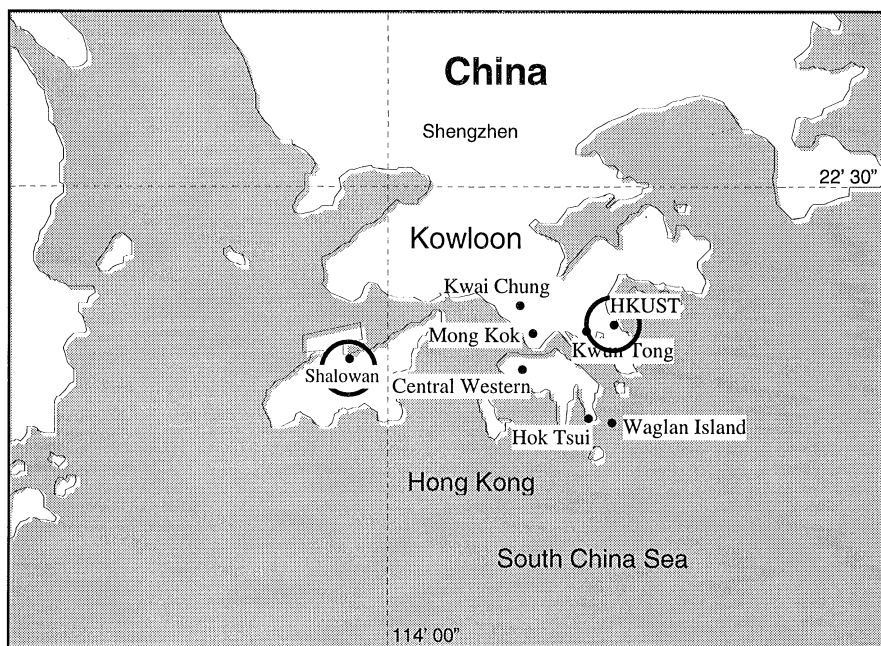 China
Shengzhen
22' 30"
Kowloon
Kwai Chung
HKUST
Mong Kok
Kwun Tong
Shalowan
Central Western
Hok Tsui
Waglan Island
Hong Kong
South China Sea
114' 00"